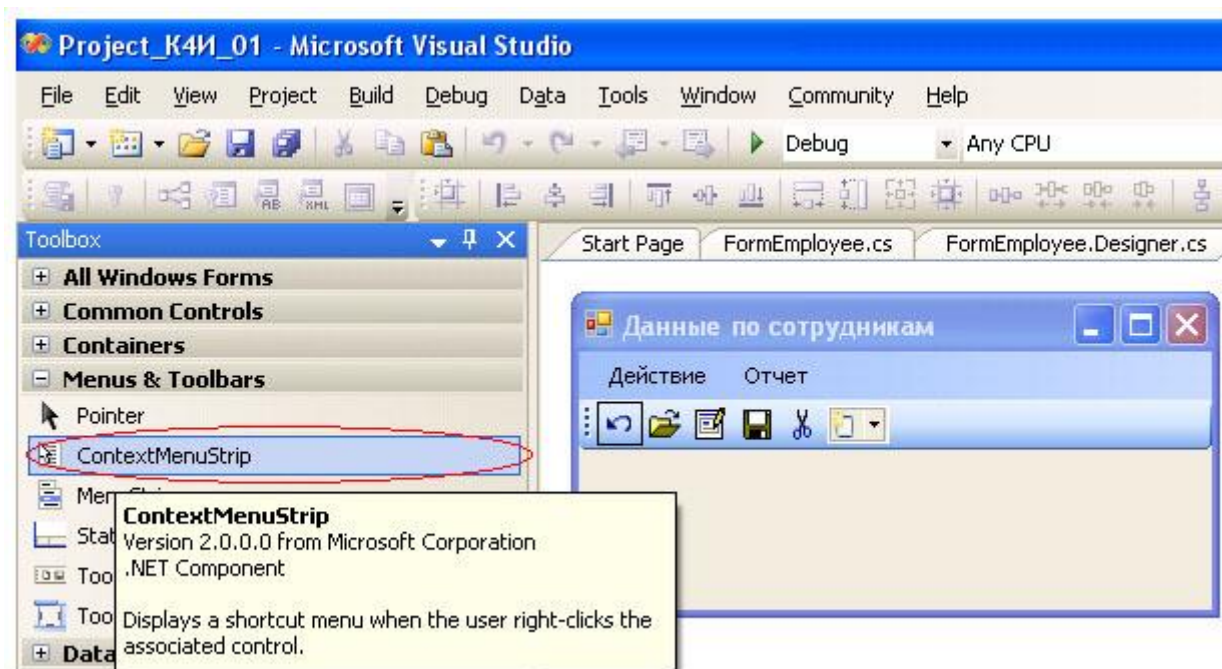 Project_К4И_01 - Microsoft Visual Studio
File Edit View Project Build Debug Data Tools Window Community Help
Debug Any CPU
Toolbox
Start Page FormEmployee.cs FormEmployee.Designer.cs
All Windows Forms
Common Controls
Containers
Menus & Toolbars
Pointer
ContextMenuStrip
Данные по сотрудникам
Действие Отчет
ContextMenuStrip
Version 2.0.0.0 from Microsoft Corporation
.NET Component
Displays a shortcut menu when the user right-clicks the
associated control.
Data